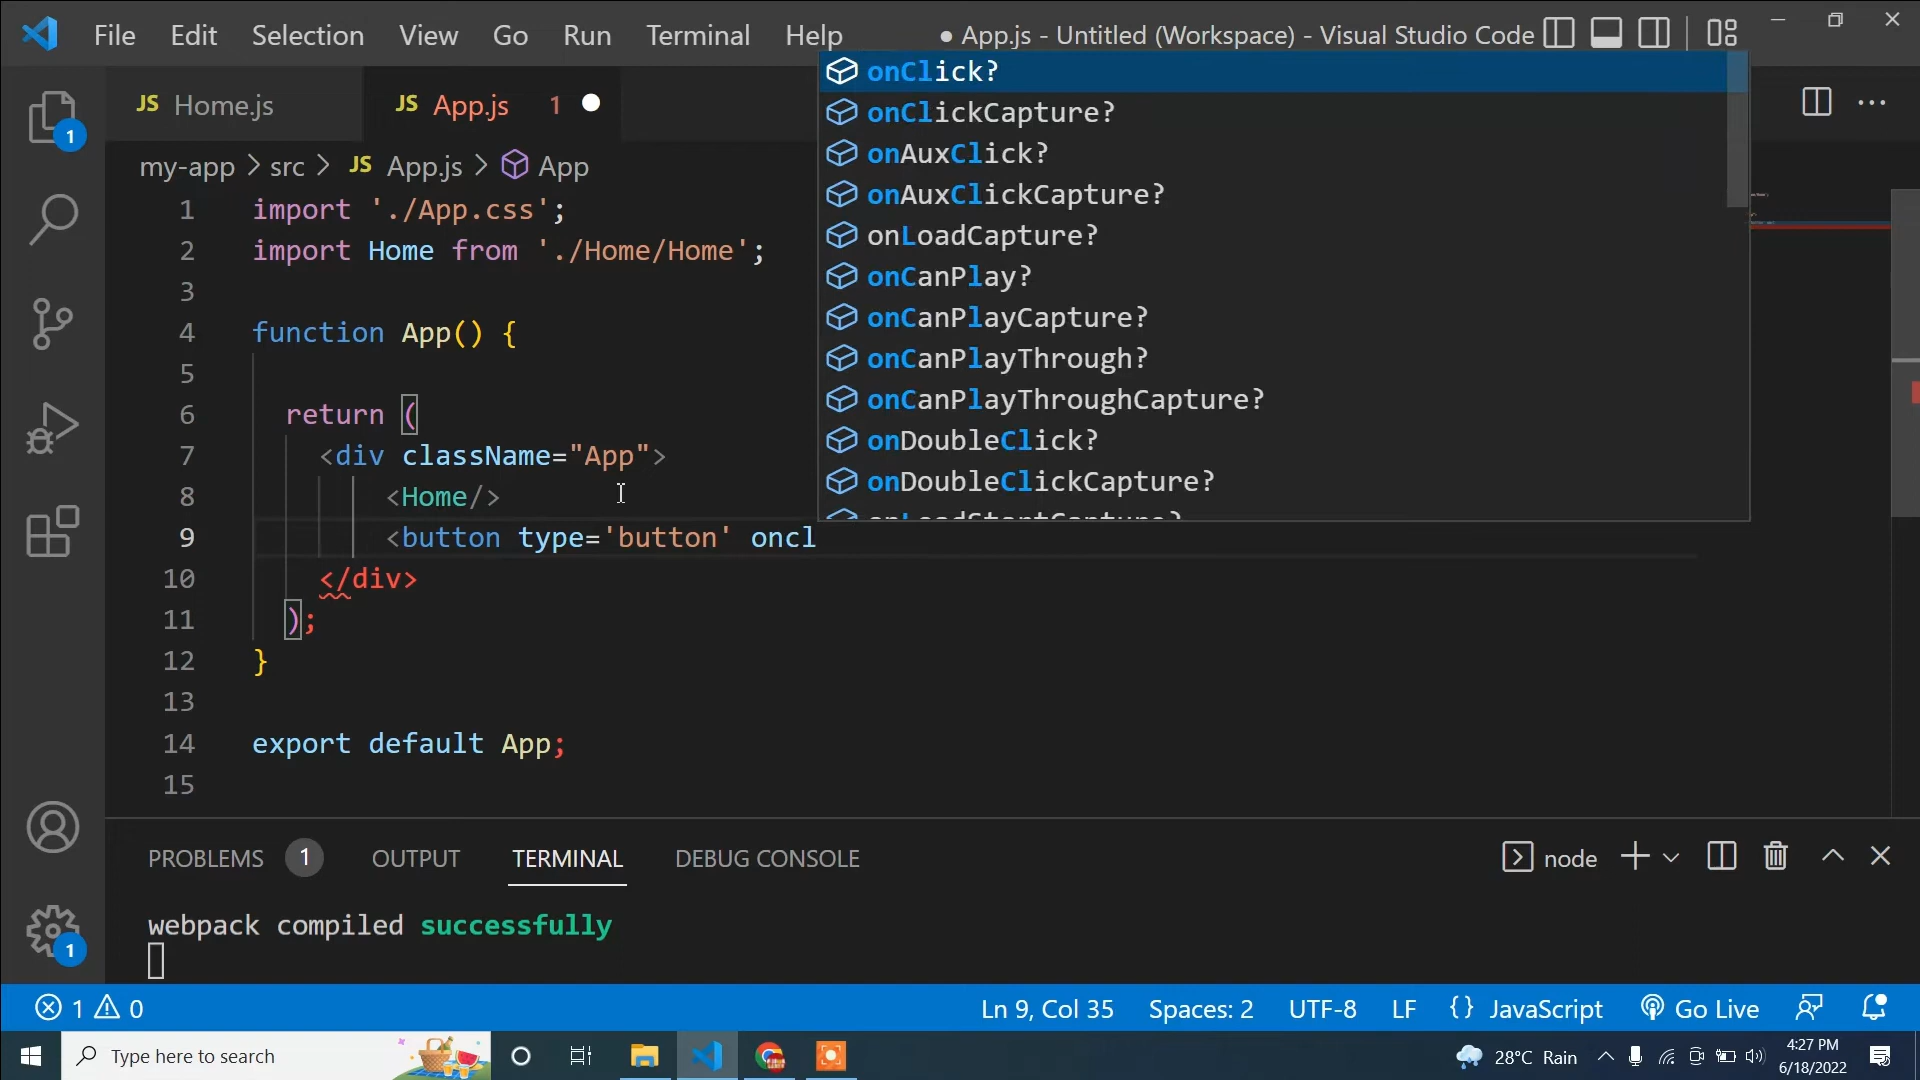 File Edit Selection View Go Run Terminal Help ● App.js - Untitled (Workspace) - Visual Studio Code
JS Home.js JS App.js 1
my-app > src > JS App.js > App
1 import './App.css';
2 import Home from './Home/Home';
3
4 function App() {
5
6 return (
7 <div className="App">
8 <Home/>
9 <button type='button' oncl
10 </div>
11 );
12 }
13
14 export default App;
15
onClick?
onClickCapture?
onAuxClick?
onAuxClickCapture?
onLoadCapture?
onCanPlay?
onCanPlayCapture?
onCanPlayThrough?
onCanPlayThroughCapture?
onDoubleClick?
onDoubleClickCapture?
onLoadStartCapture?
1
1
PROBLEMS 1 OUTPUT TERMINAL DEBUG CONSOLE node
webpack compiled successfully
1 0 Ln 9, Col 35 Spaces: 2 UTF-8 LF {} JavaScript Go Live
Type here to search 28°C Rain 4:27 PM
6/18/2022